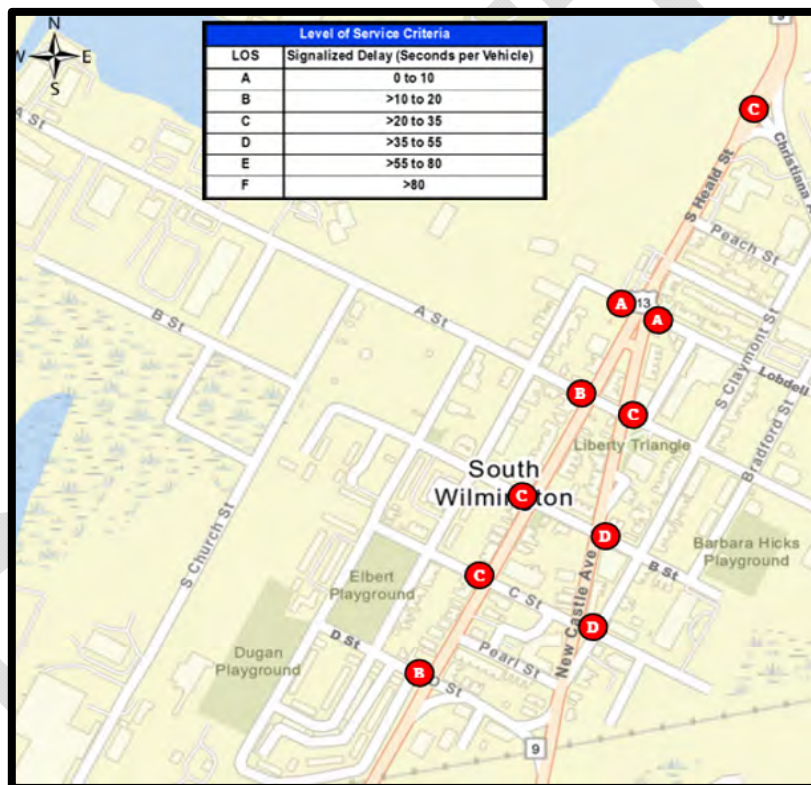 N
W E
S
Level of Service Criteria
LOS Signalized Delay (Seconds per Vehicle)
A 0 to 10
B >10 to 20
C >20 to 35
D >35 to 55
E >55 to 80
F >80
9
C
A St
S Heald St
Christiana
Peach St
B St
A St
A
13
A
S Claymont St
Lobdell
B
C
Liberty Triangle
Bradford St
South
Wilmington
C
S Church St
D
B St
Barbara Hicks
Playground
Elbert
Playground
C
C St
New Castle Ave
D
D St
Dugan
Playground
Pearl St
B
D St
9